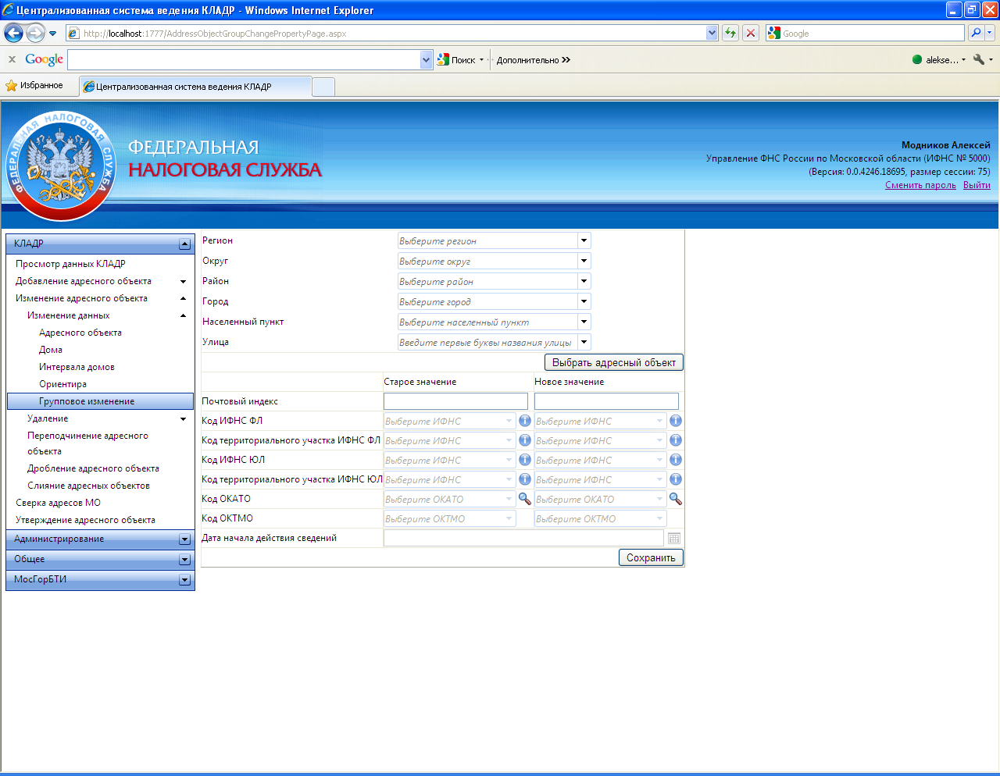 Централизованная система ведения КЛАДР - Windows Internet Explorer
http://localhost:1777/AddressObjectGroupChangePropertyPage.aspx
Google
x Google Поиск Дополнительно »
alekse...
Избранное
Централизованная система ведения КЛАДР
ФЕДЕРАЛЬНАЯ НАЛОГОВАЯ СЛУЖБА
ФЕДЕРАЛЬНАЯ
НАЛОГОВАЯ СЛУЖБА
Модников Алексей
Управление ФНС России по Московской области (ИФНС № 5000)
(Версия: 0.0.4246.18695, размер сессии: 75)
Сменить пароль Выйти
КЛАДР
Просмотр данных КЛАДР
Добавление адресного объекта
Изменение адресного объекта
Изменение данных
Адресного объекта
Дома
Интервала домов
Ориентира
Групповое изменение
Удаление
Переподчинение адресного
объекта
Дробление адресного объекта
Слияние адресных объектов
Сверка адресов МО
Утверждение адресного объекта
Администрирование
Общее
МосГорБТИ
Регион Выберите регион
Округ Выберите округ
Район Выберите район
Город Выберите город
Населенный пункт Выберите населенный пункт
Улица Введите первые буквы названия улицы
Выбрать адресный объект
Старое значение Новое значение
Почтовый индекс
Код ИФНС ФЛ Выберите ИФНС Выберите ИФНС
Код территориального участка ИФНС ФЛ Выберите ИФНС Выберите ИФНС
Код ИФНС ЮЛ Выберите ИФНС Выберите ИФНС
Код территориального участка ИФНС ЮЛ Выберите ИФНС Выберите ИФНС
Код ОКАТО Выберите ОКАТО Выберите ОКАТО
Код ОКТМО Выберите ОКТМО Выберите ОКТМО
Дата начала действия сведений
Сохранить